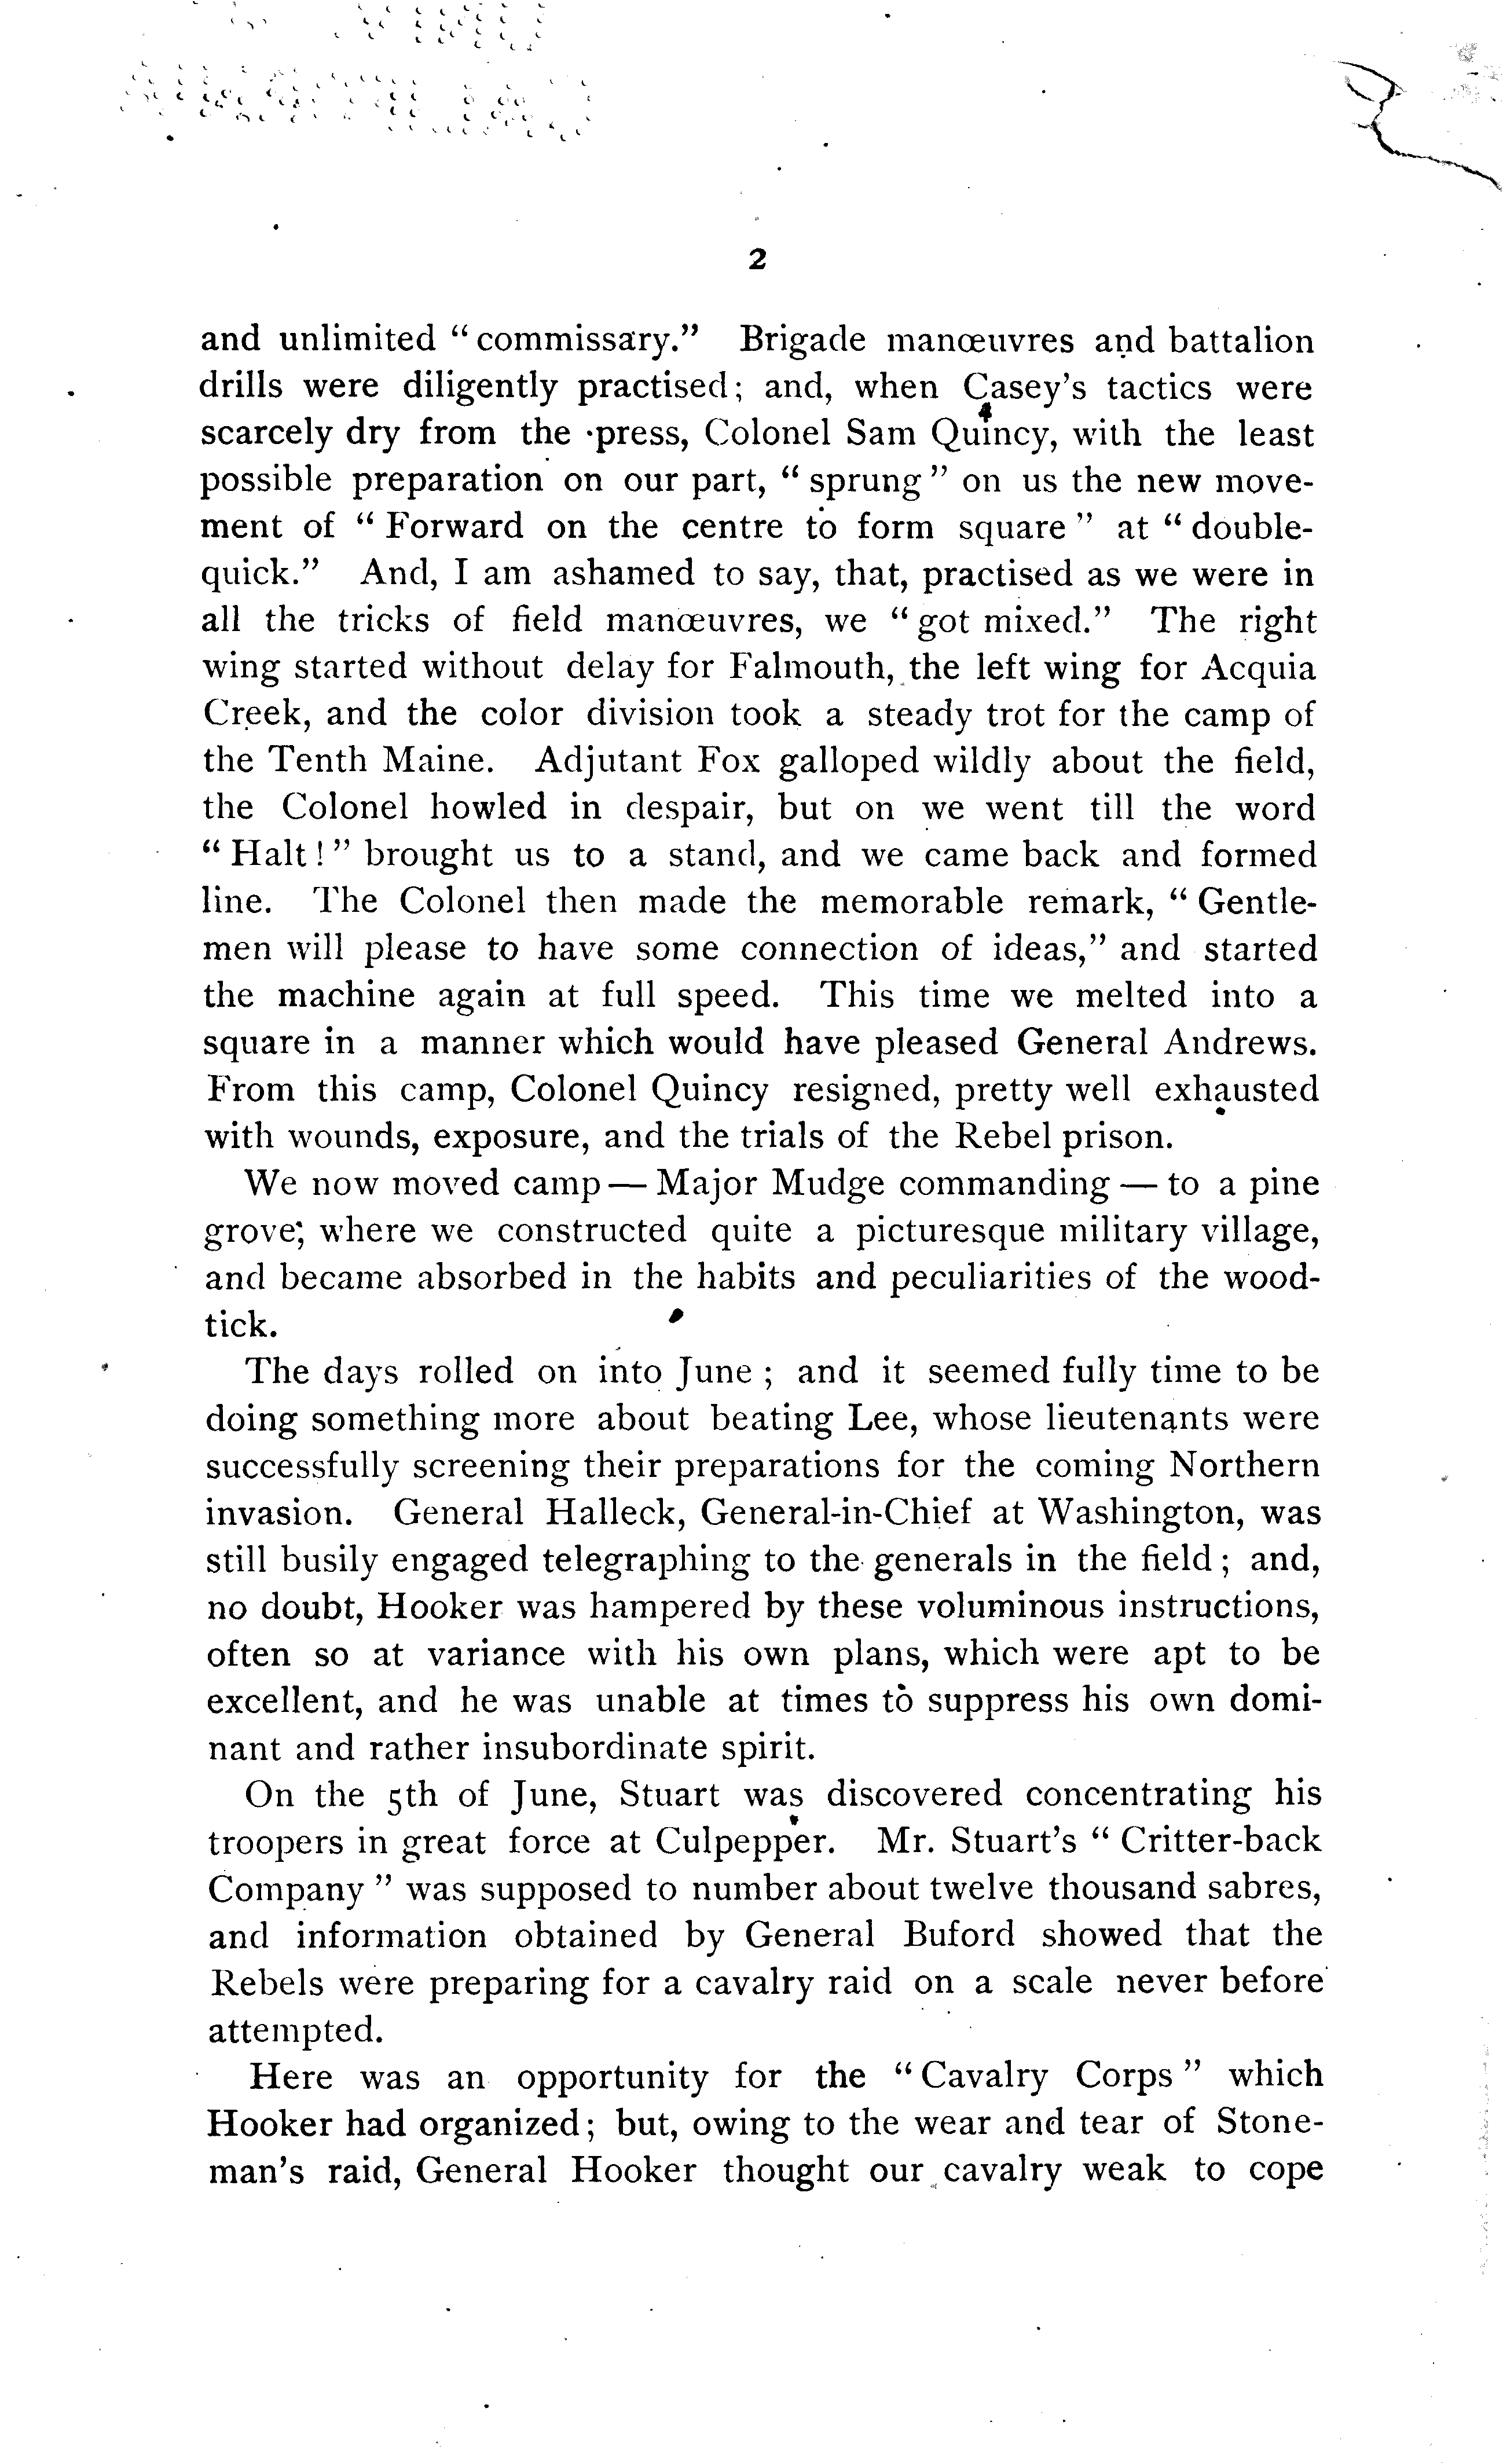 2
and unlimited “commissary.” Brigade manœuvres and battalion
drills were diligently practised; and, when Casey's tactics were
scarcely dry from the press, Colonel Sam Quincy, with the least
possible preparation on our part, “sprung” on us the new move-
ment of “Forward on the centre to form square” at “double-
quick.” And, I am ashamed to say, that, practised as we were in
all the tricks of field manœuvres, we “got mixed.” The right
wing started without delay for Falmouth, the left wing for Acquia
Creek, and the color division took a steady trot for the camp of
the Tenth Maine. Adjutant Fox galloped wildly about the field,
the Colonel howled in despair, but on we went till the word
“Halt!” brought us to a stand, and we came back and formed
line. The Colonel then made the memorable remark, “Gentle-
men will please to have some connection of ideas,” and started
the machine again at full speed. This time we melted into a
square in a manner which would have pleased General Andrews.
From this camp, Colonel Quincy resigned, pretty well exhausted
with wounds, exposure, and the trials of the Rebel prison.
We now moved camp — Major Mudge commanding — to a pine
grove; where we constructed quite a picturesque military village,
and became absorbed in the habits and peculiarities of the wood-
tick.
The days rolled on into June; and it seemed fully time to be
doing something more about beating Lee, whose lieutenants were
successfully screening their preparations for the coming Northern
invasion. General Halleck, General-in-Chief at Washington, was
still busily engaged telegraphing to the generals in the field; and,
no doubt, Hooker was hampered by these voluminous instructions,
often so at variance with his own plans, which were apt to be
excellent, and he was unable at times to suppress his own domi-
nant and rather insubordinate spirit.
On the 5th of June, Stuart was discovered concentrating his
troopers in great force at Culpepper. Mr. Stuart's “Critter-back
Company” was supposed to number about twelve thousand sabres,
and information obtained by General Buford showed that the
Rebels were preparing for a cavalry raid on a scale never before
attempted.
Here was an opportunity for the “Cavalry Corps” which
Hooker had organized; but, owing to the wear and tear of Stone-
man's raid, General Hooker thought our cavalry weak to cope